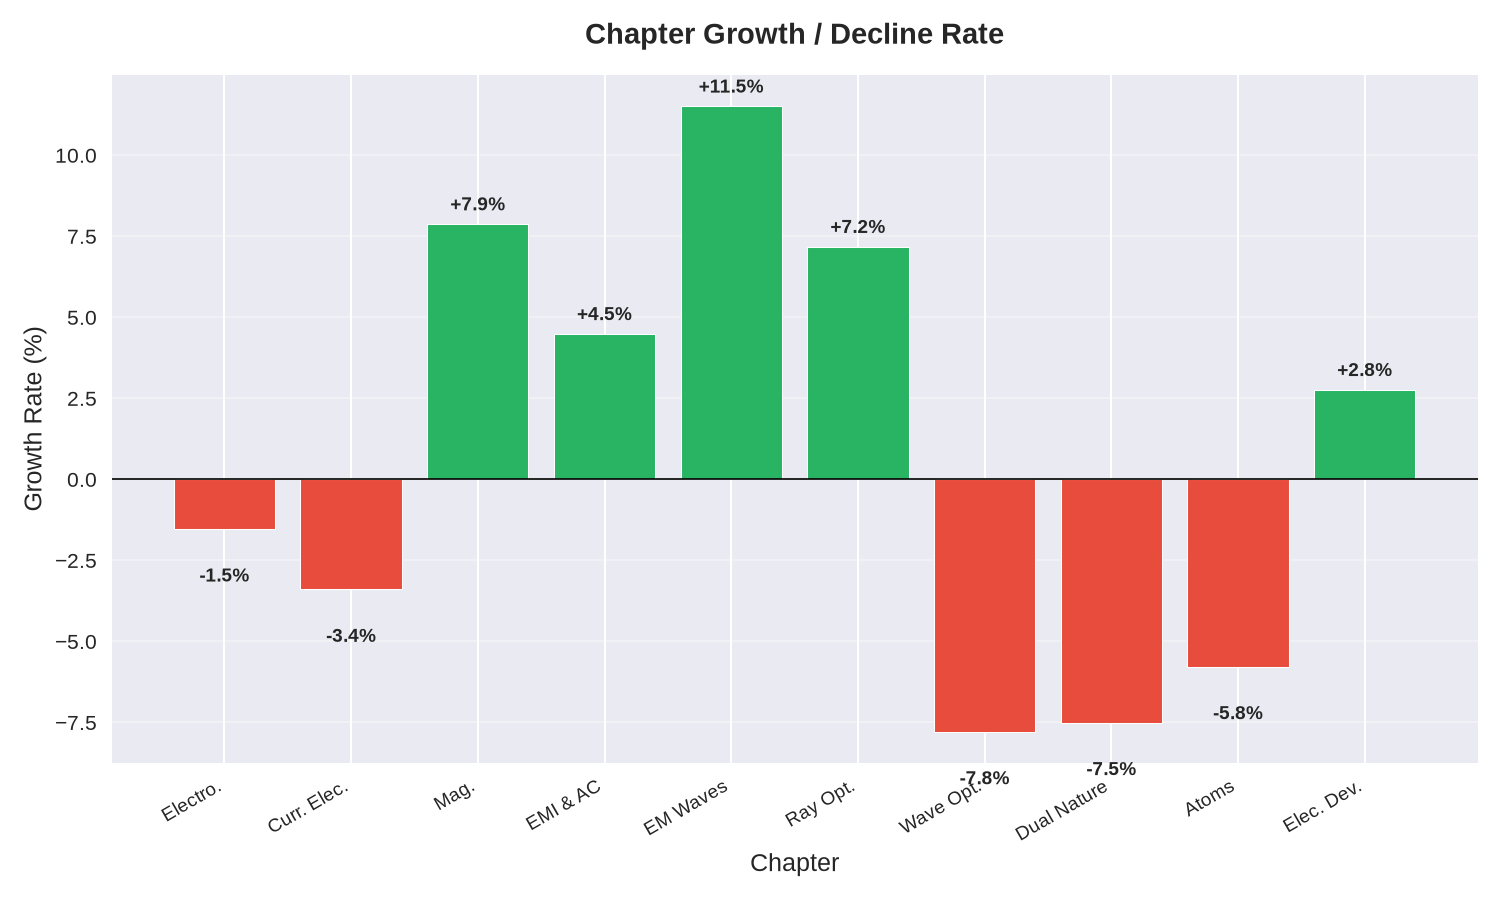 Chapter Growth / Decline Rate
Growth Rate (%)
10.0
7.5
5.0
2.5
0.0
−2.5
−5.0
−7.5
-1.5%
-3.4%
+7.9%
+4.5%
+11.5%
+7.2%
-7.8%
-7.5%
-5.8%
+2.8%
Electro.
Curr. Elec.
Mag.
EMI & AC
EM Waves
Ray Opt.
Wave Opt.
Dual Nature
Atoms
Elec. Dev.
Chapter